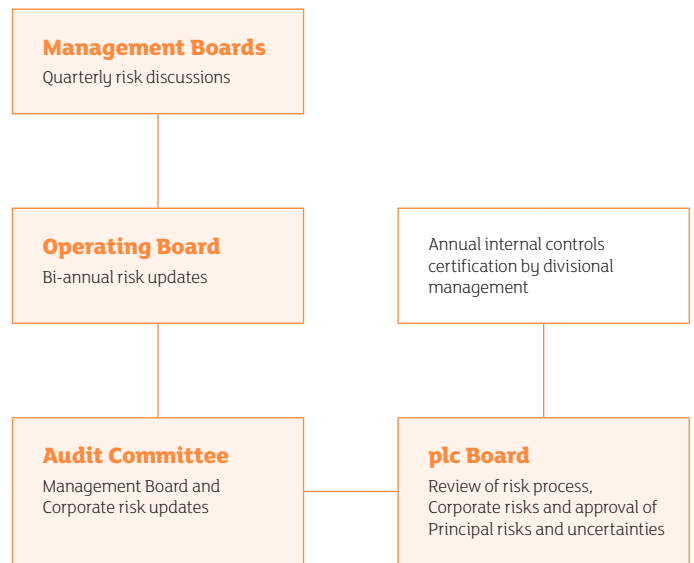 Management Boards
Quarterly risk discussions
Operating Board
Bi-annual risk updates
Annual internal controls
certification by divisional
management
Audit Committee
Management Board and
Corporate risk updates
plc Board
Review of risk process,
Corporate risks and approval of
Principal risks and uncertainties